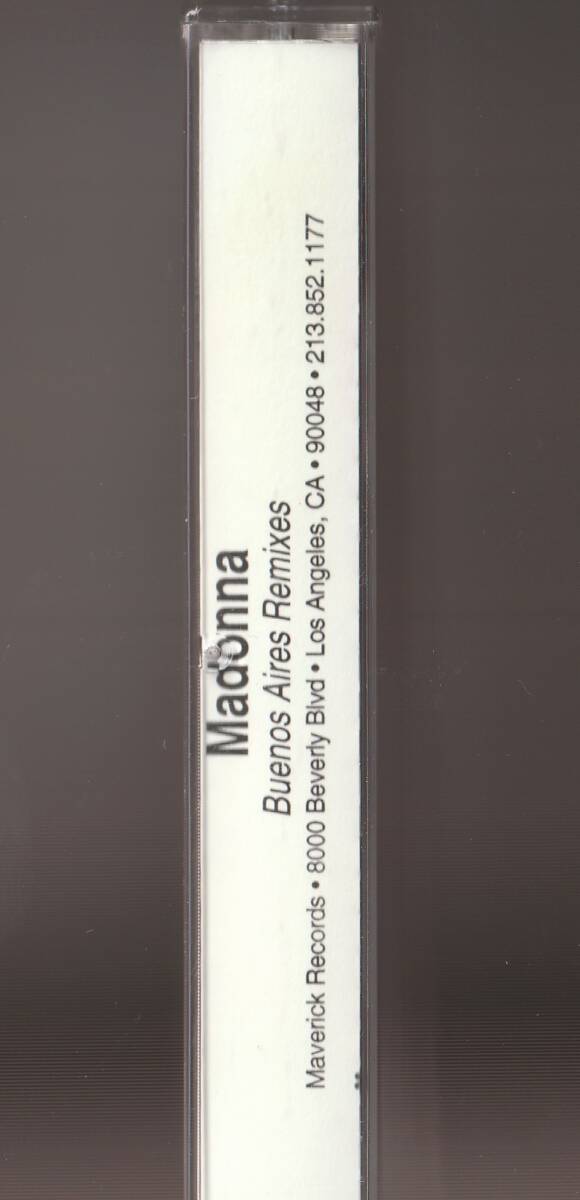 Madonna
Buenos Aires Remixes
Maverick Records • 8000 Beverly Blvd • Los Angeles, CA • 90048 • 213.852.1177